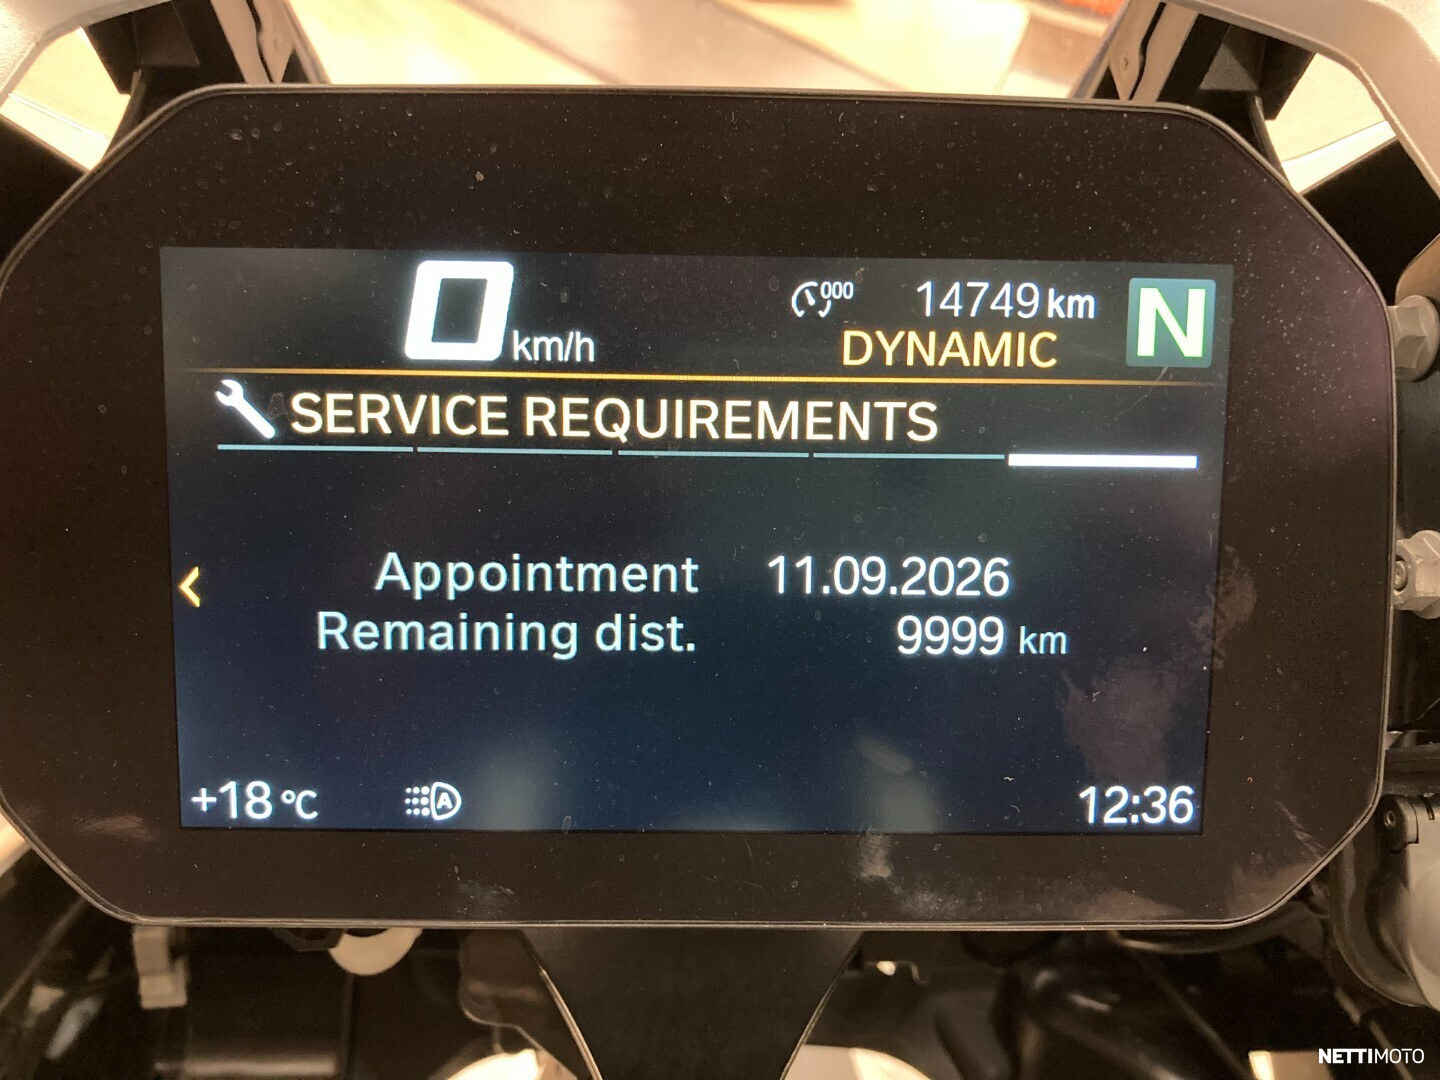 0 km/h
000 14749 km
DYNAMIC
N
SERVICE REQUIREMENTS
Appointment 11.09.2026
Remaining dist. 9999 km
+18 °C A 12:36
NETTIMOTO